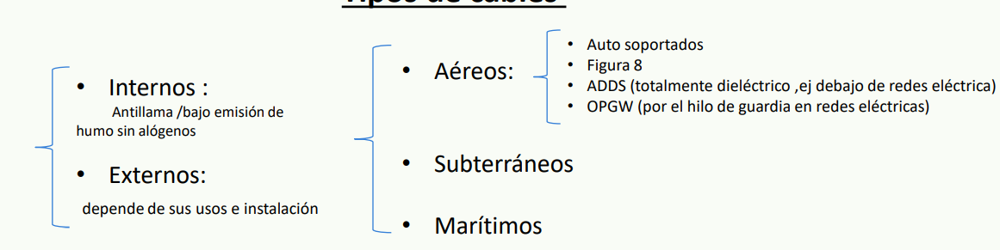 Tipos de cables
• Internos :
Antillama /bajo emisión de
humo sin alógenos
• Externos:
depende de sus usos e instalación
• Aéreos:
• Auto soportados
• Figura 8
• ADDS (totalmente dieléctrico ,ej debajo de redes eléctrica)
• OPGW (por el hilo de guardia en redes eléctricas)
• Subterráneos
• Marítimos